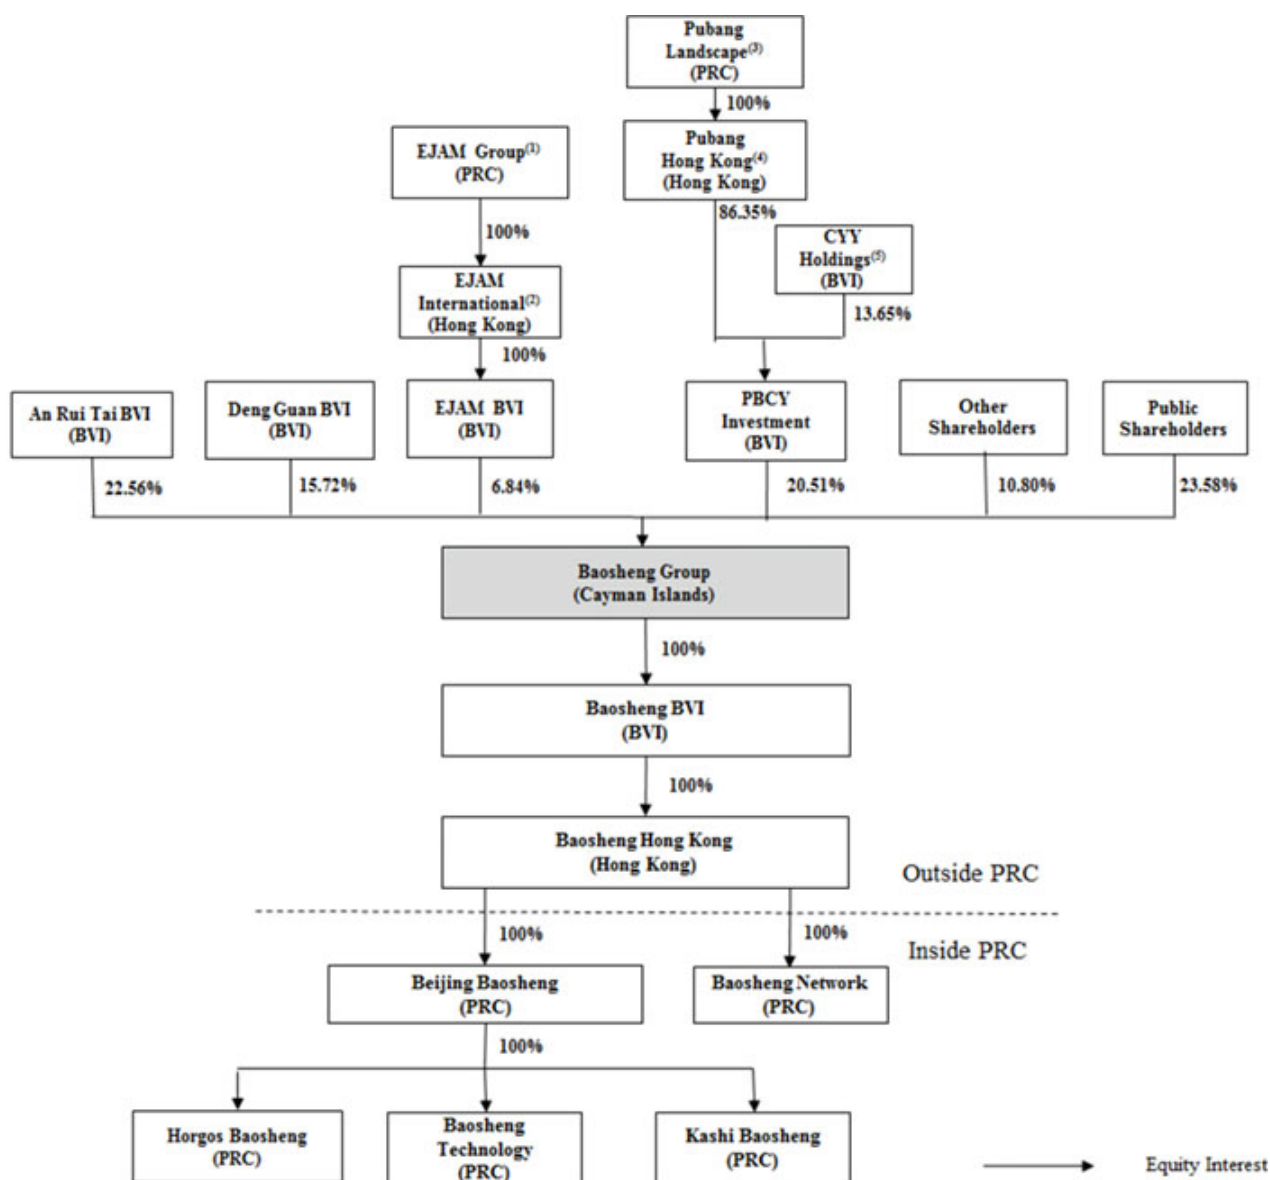 Pubang
Landscape(3)
(PRC)
100%
Pubang
Hong Kong(4)
(Hong Kong)
EJAM Group(1)
(PRC)
86.35%
CYY
Holdings(5)
(BVI)
100%
EJAM
International(2)
(Hong Kong)
13.65%
100%
An Rui Tai BVI
(BVI)
Deng Guan BVI
(BVI)
EJAM BVI
(BVI)
PBCY
Investment
(BVI)
Other
Shareholders
Public
Shareholders
22.56%
15.72%
6.84%
20.51%
10.80%
23.58%
Baosheng Group
(Cayman Islands)
100%
Baosheng BVI
(BVI)
100%
Baosheng Hong Kong
(Hong Kong)
Outside PRC
100%
100%
Inside PRC
Beijing Baosheng
(PRC)
Baosheng Network
(PRC)
100%
Horgos Baosheng
(PRC)
Baosheng
Technology
(PRC)
Kashi Baosheng
(PRC)
Equity Interest